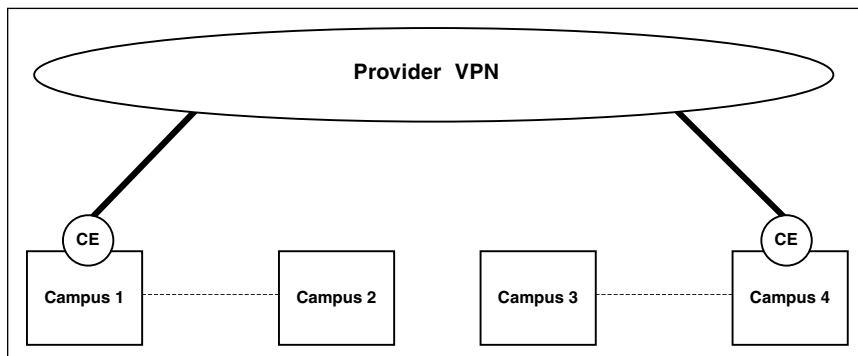 Provider VPN
CE
CE
Campus 1
Campus 2
Campus 3
Campus 4